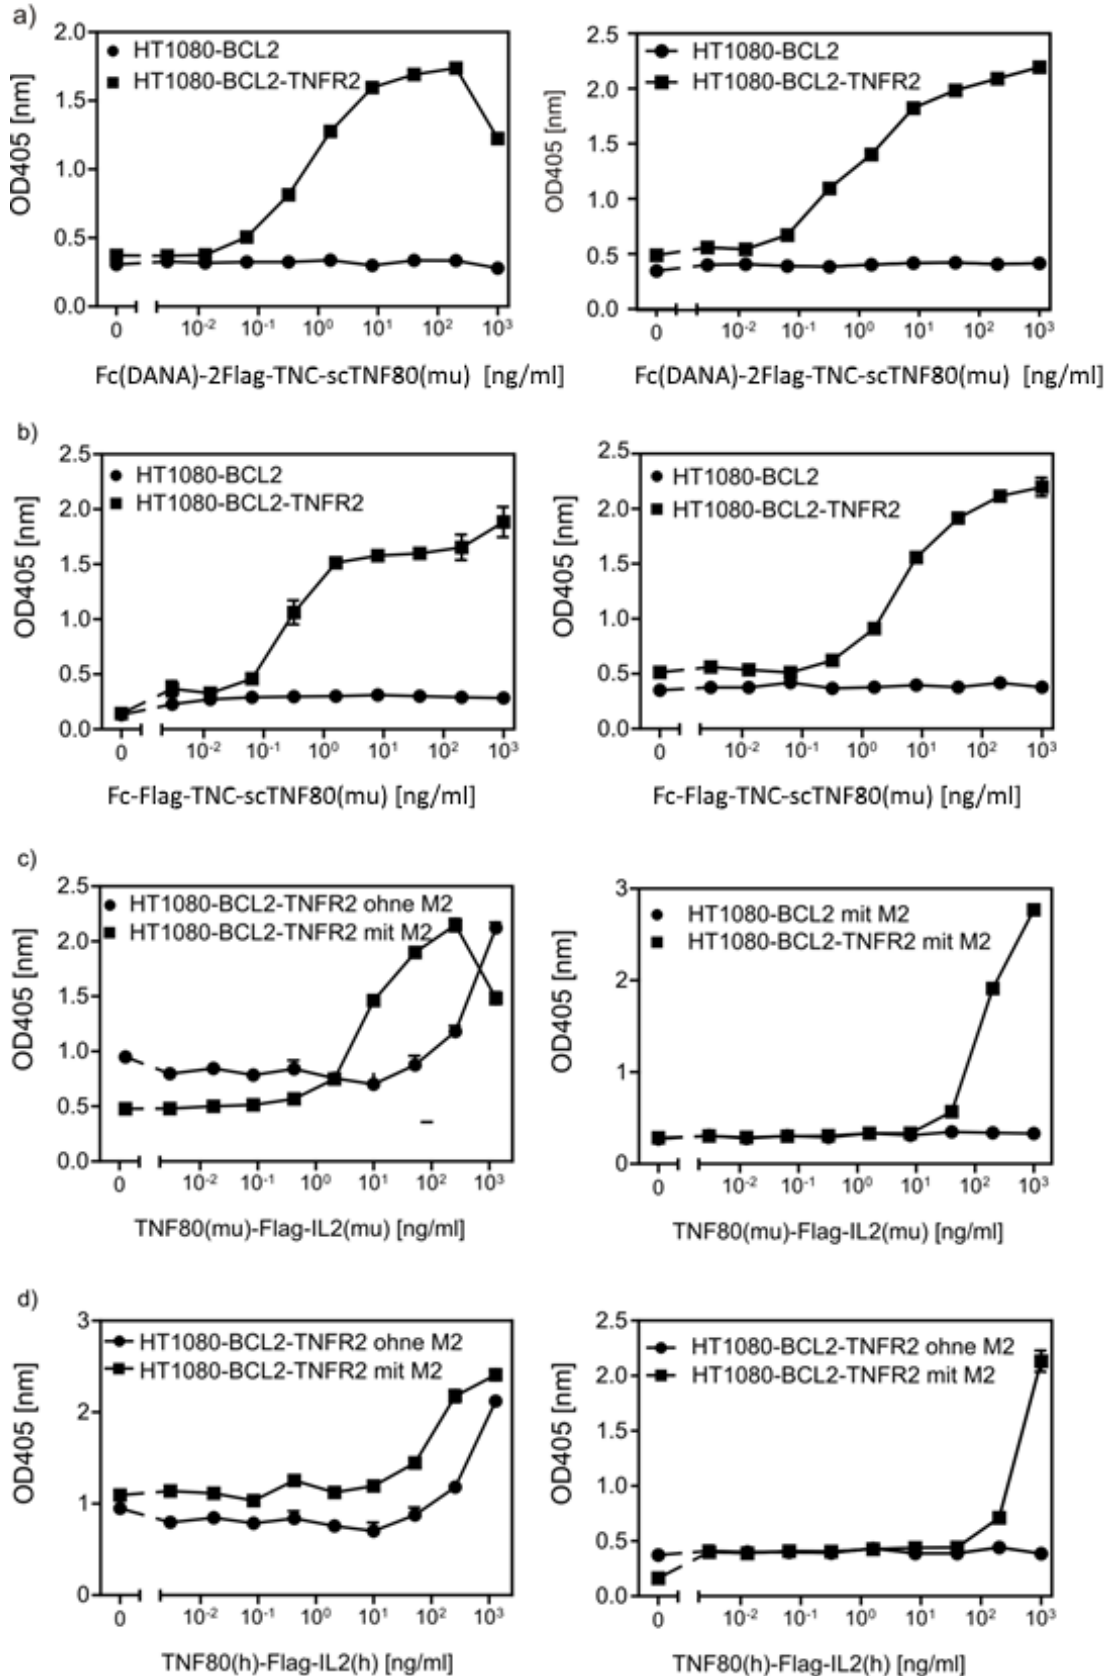 a)
2.0
1.5
1.0
0.5
0.0
OD405 [nm]
HT1080-BCL2
HT1080-BCL2-TNFR2
0 10-2 10-1 100 101 102 103
Fc(DANA)-2Flag-TNC-scTNF80(mu) [ng/ml]
2.5
2.0
1.5
1.0
0.5
0.0
OD405 [nm]
HT1080-BCL2
HT1080-BCL2-TNFR2
0 10-2 10-1 100 101 102 103
Fc(DANA)-2Flag-TNC-scTNF80(mu) [ng/ml]
b)
2.5
2.0
1.5
1.0
0.5
0.0
OD405 [nm]
HT1080-BCL2
HT1080-BCL2-TNFR2
0 10-2 10-1 100 101 102 103
Fc-Flag-TNC-scTNF80(mu) [ng/ml]
2.5
2.0
1.5
1.0
0.5
0.0
OD405 [nm]
HT1080-BCL2
HT1080-BCL2-TNFR2
0 10-2 10-1 100 101 102 103
Fc-Flag-TNC-scTNF80(mu) [ng/ml]
c)
2.5
2.0
1.5
1.0
0.5
0.0
OD405 [nm]
HT1080-BCL2-TNFR2 ohne M2
HT1080-BCL2-TNFR2 mit M2
0 10-2 10-1 100 101 102 103
TNF80(mu)-Flag-IL2(mu) [ng/ml]
3
2
1
0
OD405 [nm]
HT1080-BCL2 mit M2
HT1080-BCL2-TNFR2 mit M2
0 10-2 10-1 100 101 102 103
TNF80(mu)-Flag-IL2(mu) [ng/ml]
d)
3
2
1
0
OD405 [nm]
HT1080-BCL2-TNFR2 ohne M2
HT1080-BCL2-TNFR2 mit M2
0 10-2 10-1 100 101 102 103
TNF80(h)-Flag-IL2(h) [ng/ml]
2.5
2.0
1.5
1.0
0.5
0.0
OD405 [nm]
HT1080-BCL2-TNFR2 ohne M2
HT1080-BCL2-TNFR2 mit M2
0 10-2 10-1 100 101 102 103
TNF80(h)-Flag-IL2(h) [ng/ml]